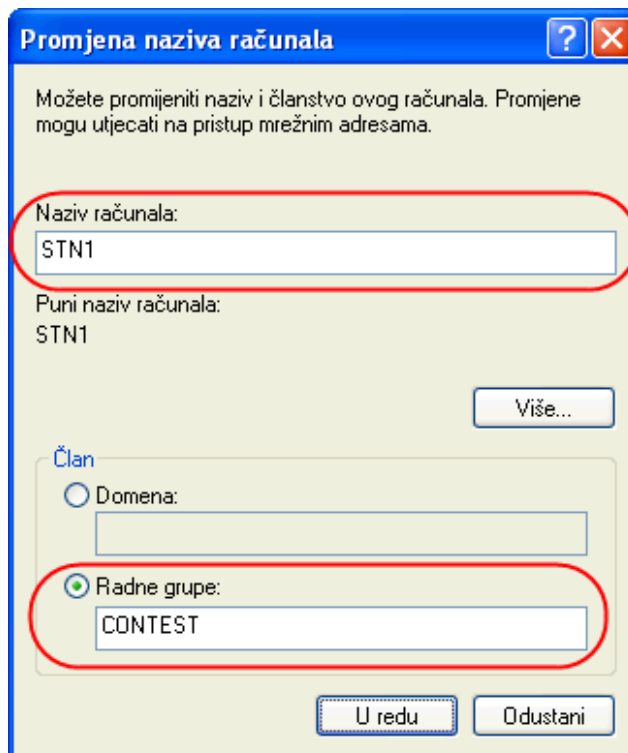 Promjena naziva računala
Možete promijeniti naziv i članstvo ovog računala. Promjene
mogu utjecati na pristup mrežnim adresama.
Naziv računala:
STN1
Puni naziv računala:
STN1
Više...
Član
Domena:
Radne grupe:
CONTEST
U redu
Odustani